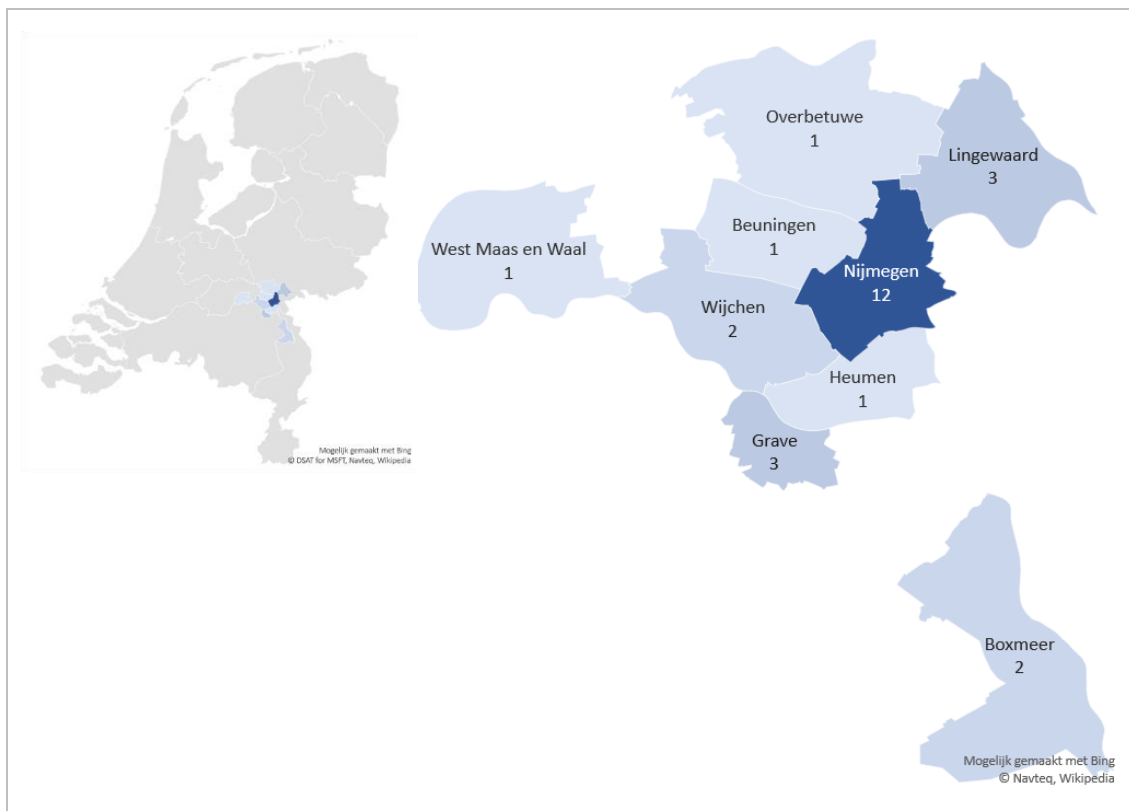 Mogelijk gemaakt met Bing
© DSAT for MSFT, Navteq, Wikipedia
Overbetuwe
1
Lingewaard
3
Beuningen
1
West Maas en Waal
1
Nijmegen
12
Wijchen
2
Heumen
1
Grave
3
Boxmeer
2
Mogelijk gemaakt met Bing
© Navteq, Wikipedia